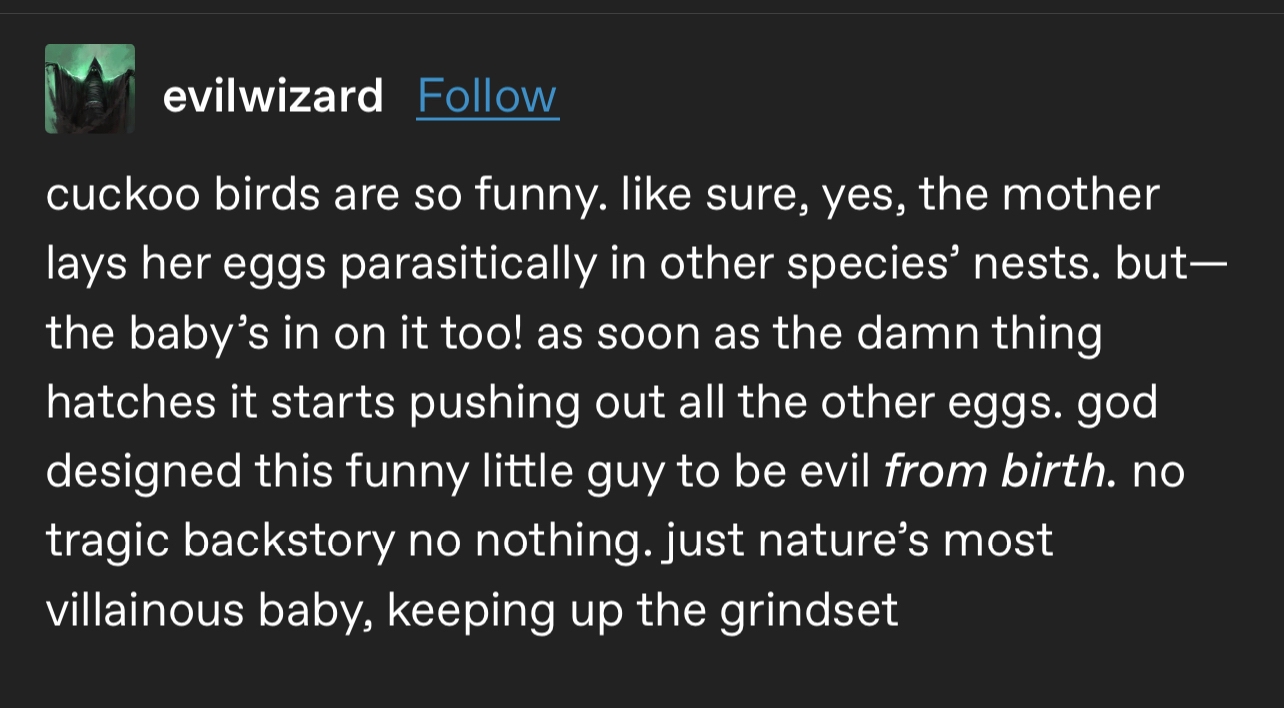 evilwizard Follow
cuckoo birds are so funny. like sure, yes, the mother
lays her eggs parasitically in other species’ nests. but—
the baby’s in on it too! as soon as the damn thing
hatches it starts pushing out all the other eggs. god
designed this funny little guy to be evil from birth. no
tragic backstory no nothing. just nature’s most
villainous baby, keeping up the grindset